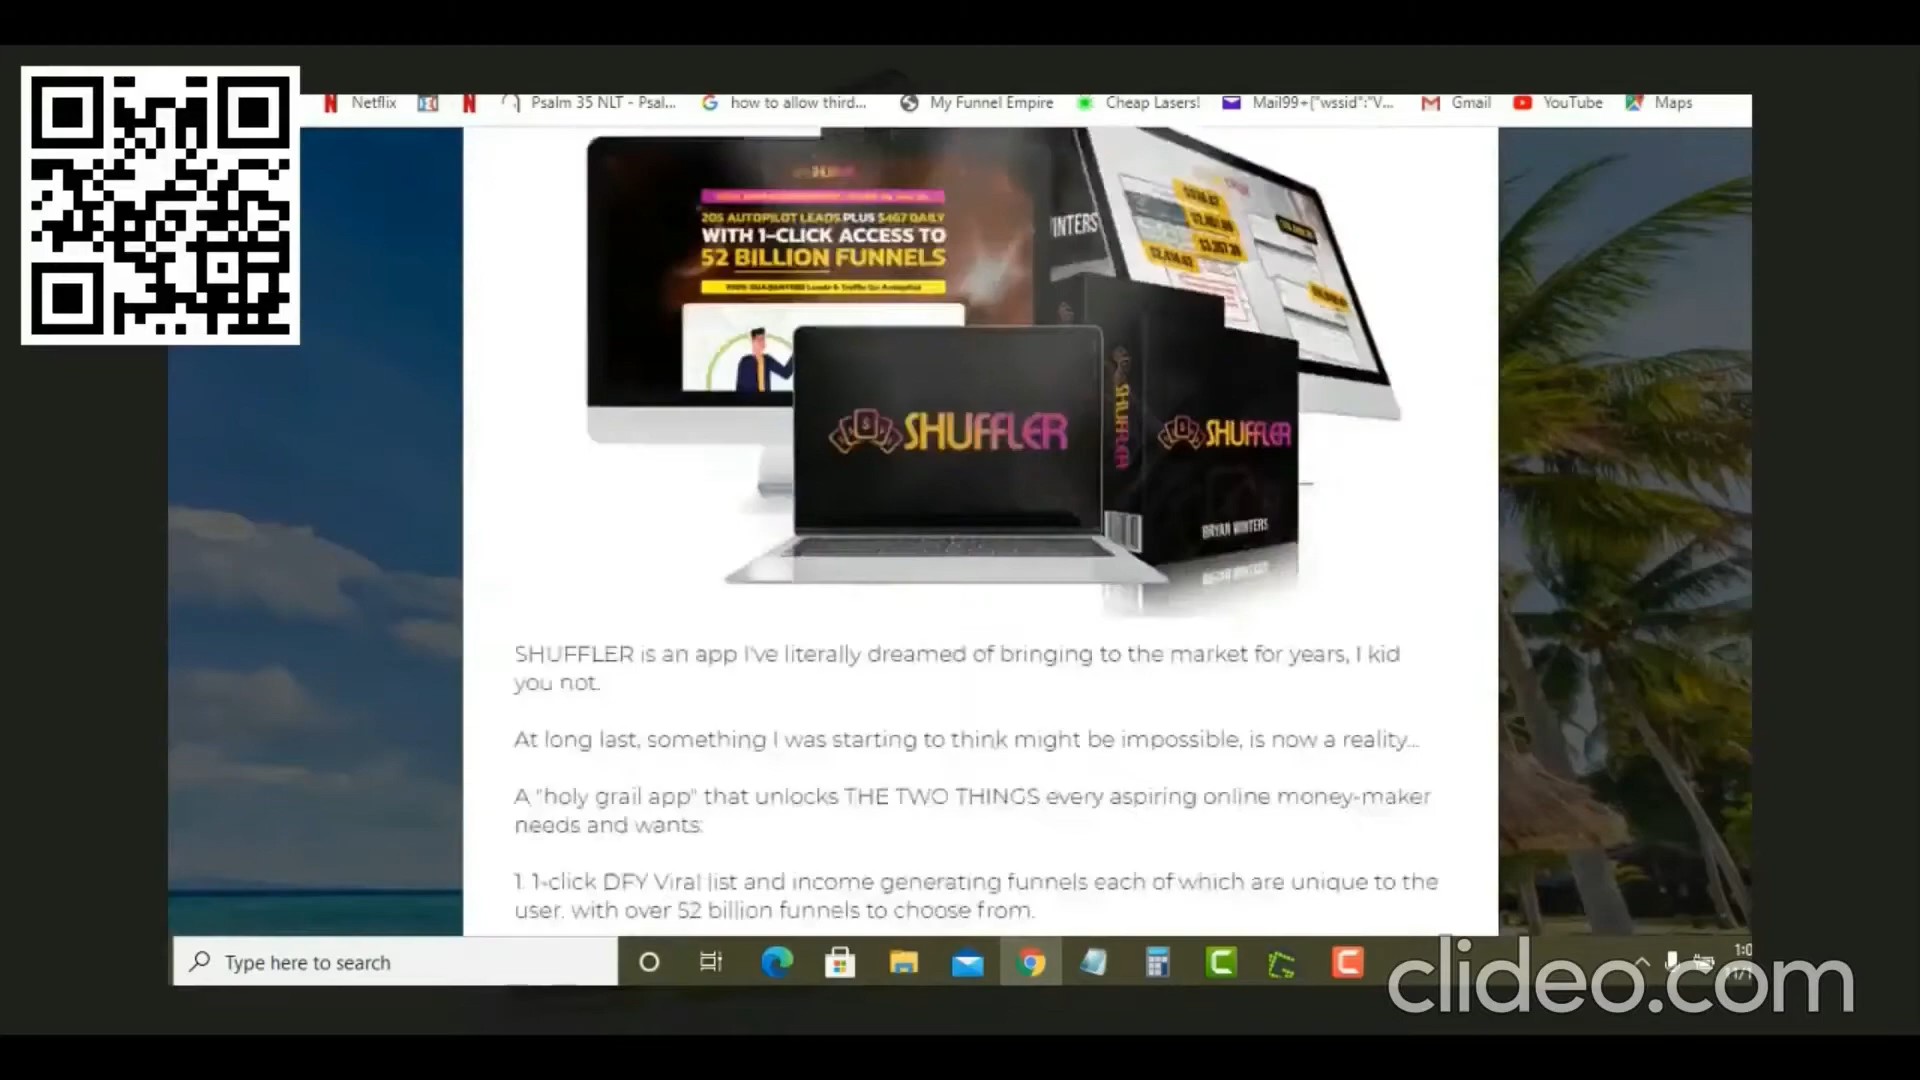 Netflix
Psalm 35 NLT - Psal...
how to allow third...
My Funnel Empire
Cheap Lasers!
Mail99+{"wssid":"V...
Gmail
YouTube
Maps
20S AUTOPILOT LEADS PLUS $467 DAILY
WITH 1-CLICK ACCESS TO
52 BILLION FUNNELS
INTERS
SHUFFLER
SHUFFLER
SHUFFLER
BRYAN WINTERS
SHUFFLER is an app I've literally dreamed of bringing to the market for years, I kid
you not.
At long last, something I was starting to think might be impossible, is now a reality...
A "holy grail app" that unlocks THE TWO THINGS every aspiring online money-maker
needs and wants:
1. 1-click DFY Viral list and income generating funnels each of which are unique to the
user, with over 52 billion funnels to choose from.
Type here to search
clideo.com